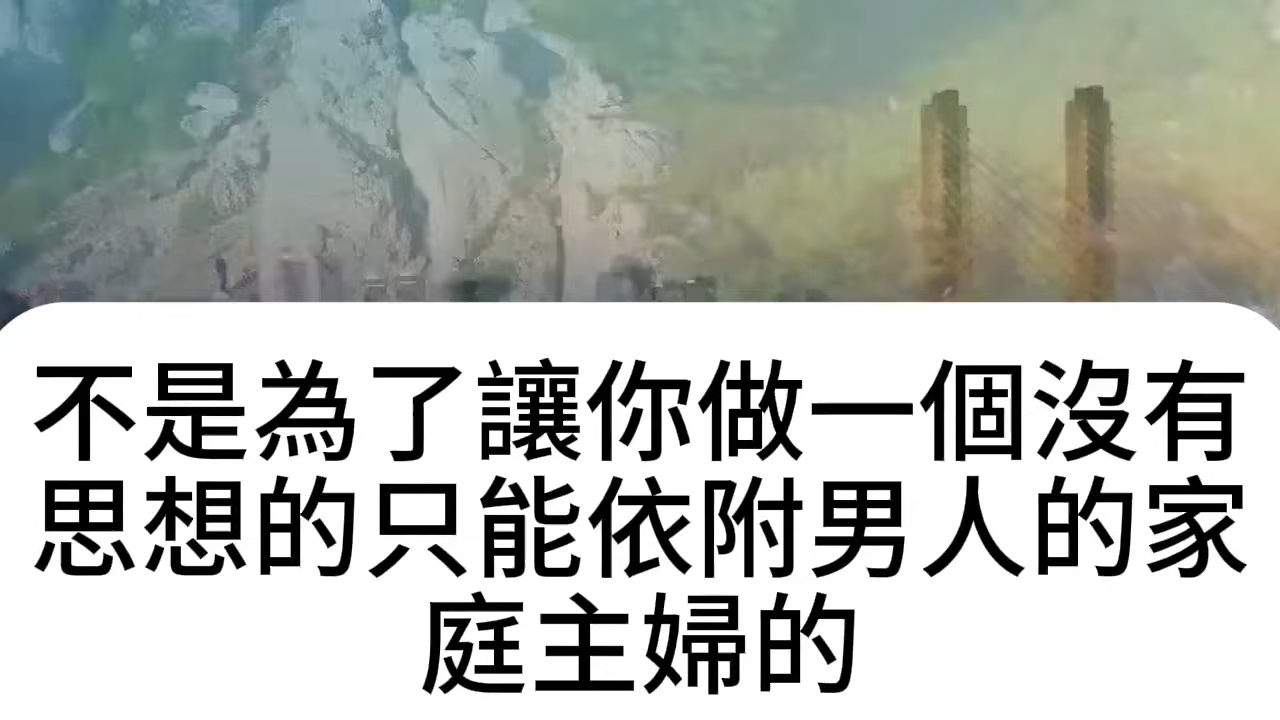 不是為了讓你做一個沒有
思想的只能依附男人的家
庭主婦的